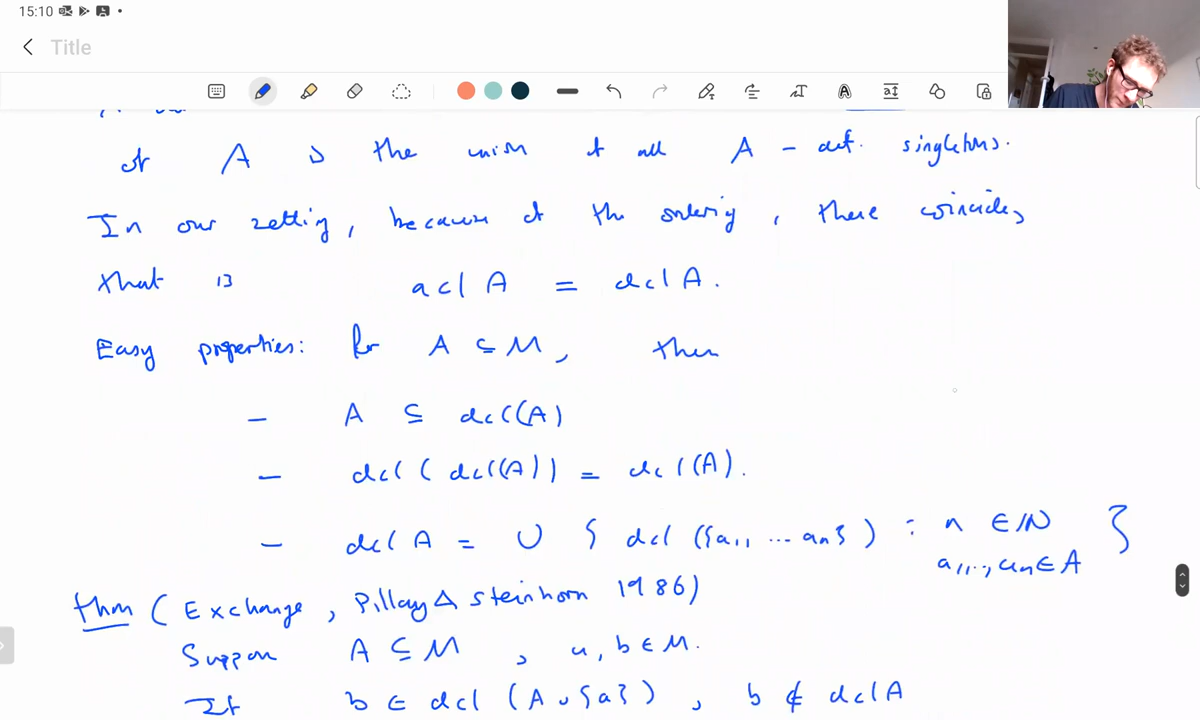 15:10
Title
of A is the union of all A - def. singletons.
In our setting, because of the ordering, these coincides
that is acl A = dcl A.
Easy properties: for A ⊆ M, then
- A ⊆ dcl(A)
- dcl(dcl(A)) = dcl(A).
- dcl A = ∪ { dcl({a1, ... an}) : n ∈ ℕ a1, ..., an ∈ A }
thm (Exchange, Pillay & Steinhorn 1986)
Suppose A ⊆ M, a, b ∈ M.
If b ∈ dcl(A ∪ {a}), b ∉ dcl A